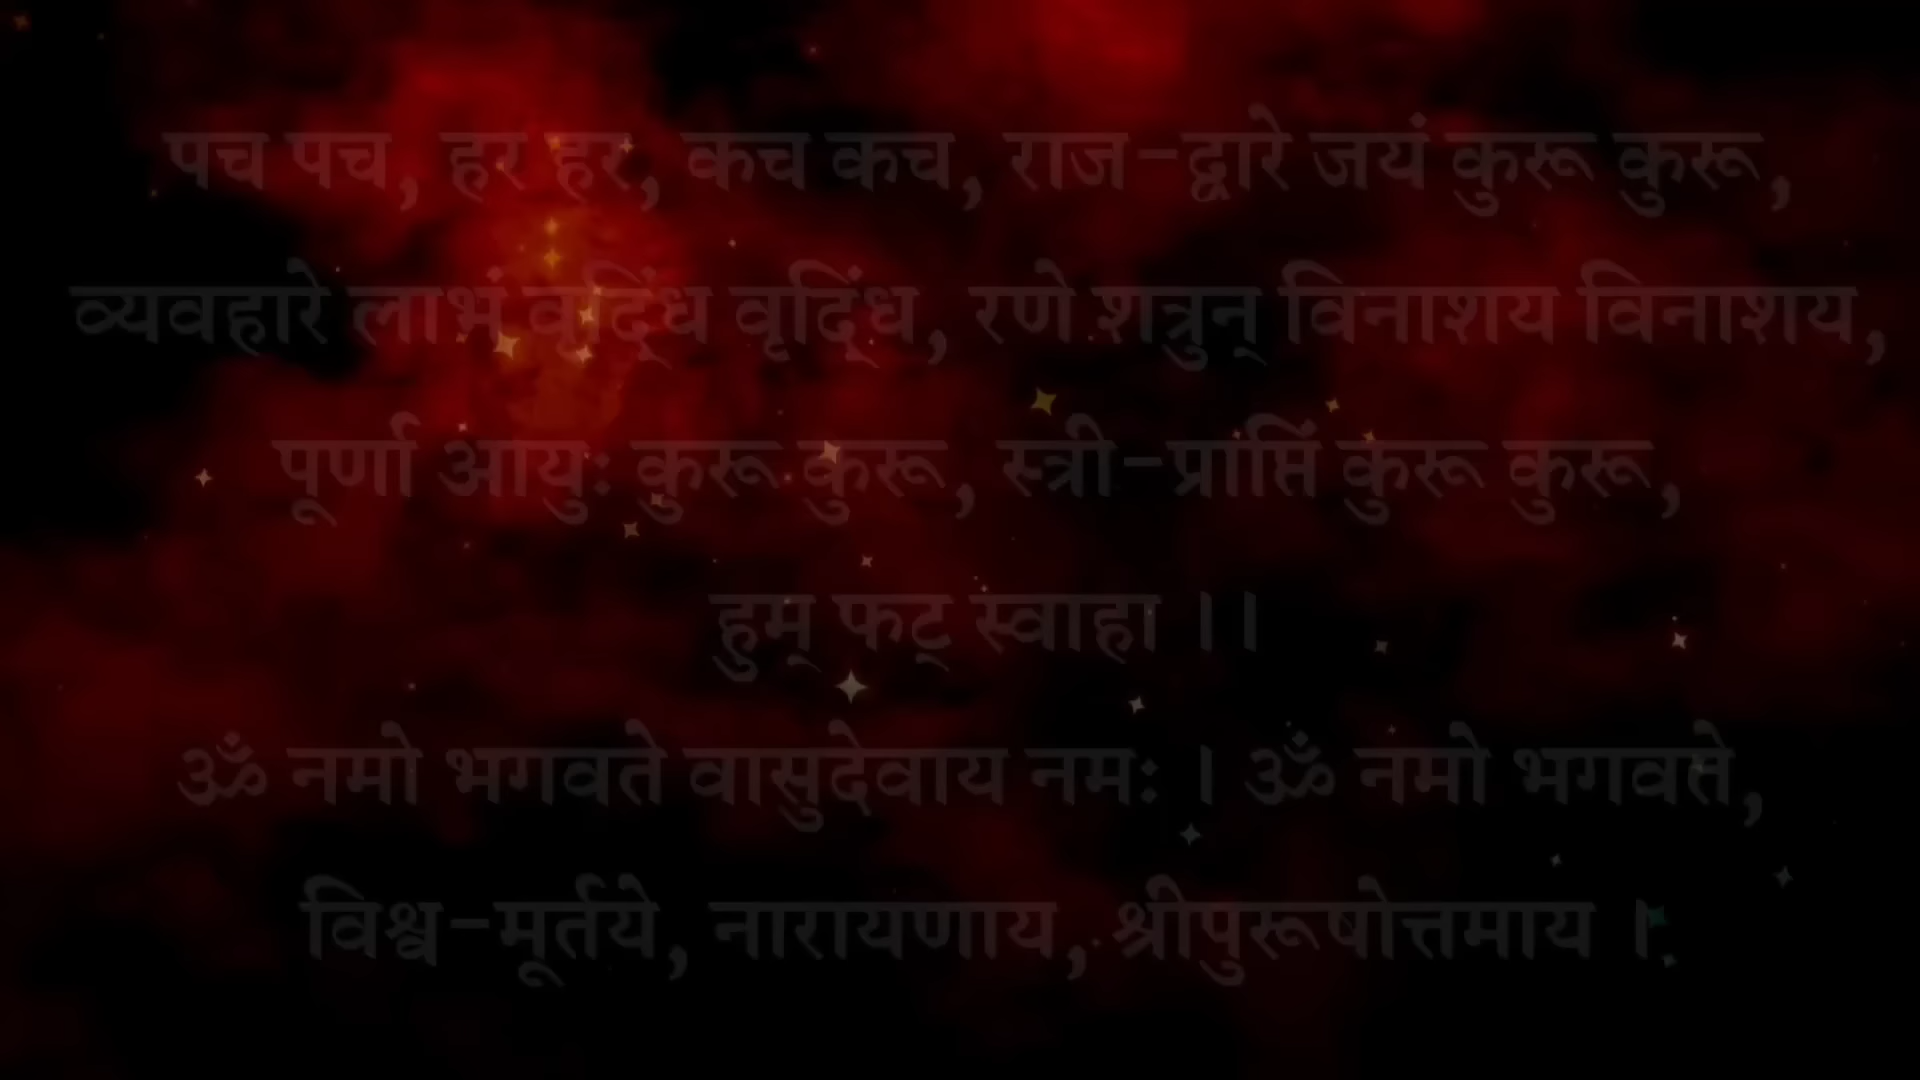 पच पच, हर हर, कच कच, राज-द्वारे जयं कुरू कुरू,
व्यवहारे लाभं वृद्धिं वृद्धिं, रणे शत्रुन् विनाशय विनाशय,
पूर्णा आयुः कुरू कुरू, स्त्री-प्राप्तिं कुरू कुरू,
हुम् फट् स्वाहा ।।
ॐ नमो भगवते वासुदेवाय नमः । ॐ नमो भगवते,
विश्व-मूर्तये, नारायणाय, श्रीपुरूषोत्तमाय ।